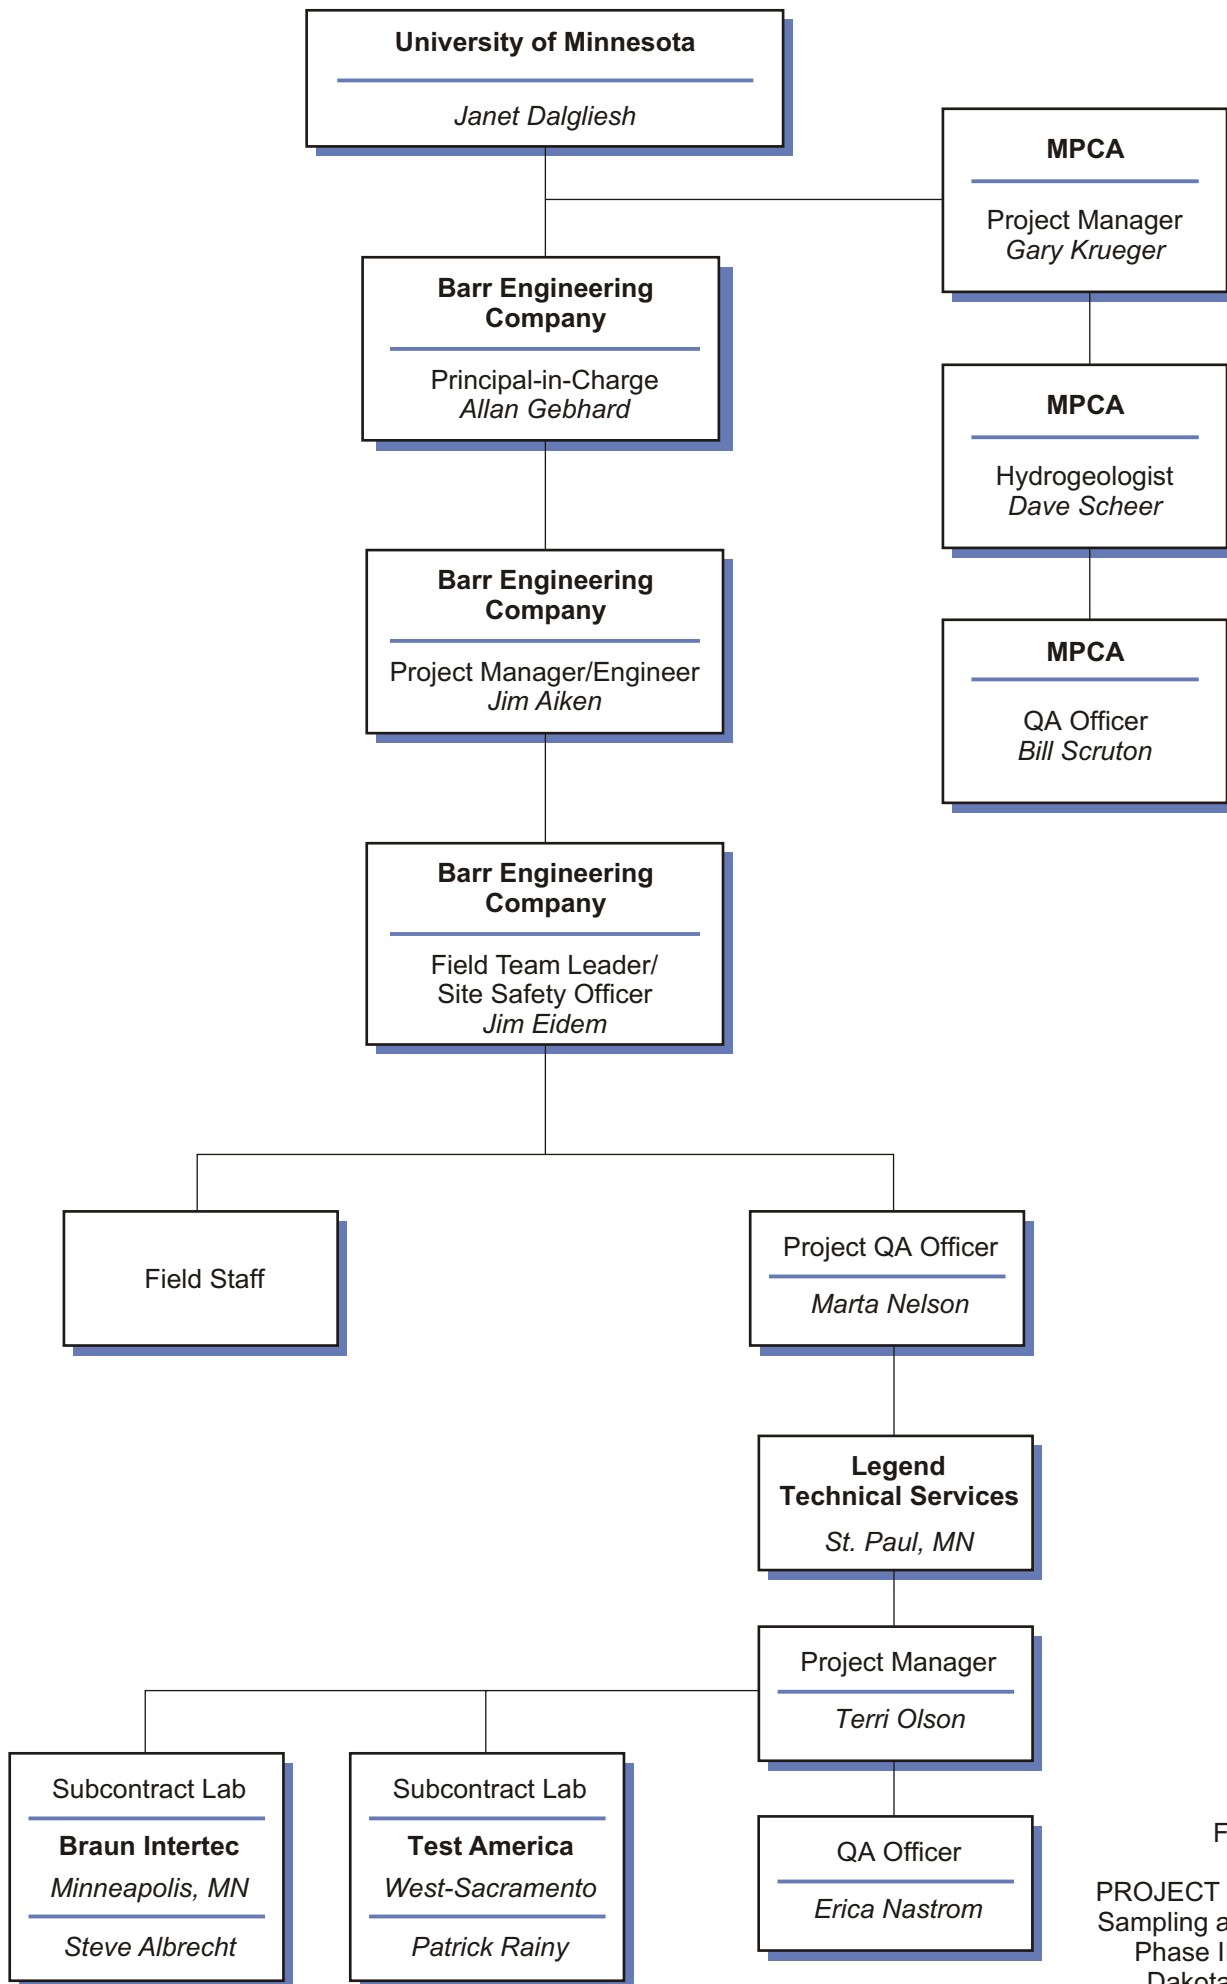 University of Minnesota
Janet Dalgliesh
MPCA
Project Manager
Gary Krueger
Barr Engineering
Company
Principal-in-Charge
Allan Gebhard
MPCA
Hydrogeologist
Dave Scheer
Barr Engineering
Company
Project Manager/Engineer
Jim Aiken
MPCA
QA Officer
Bill Scruton
Barr Engineering
Company
Field Team Leader/
Site Safety Officer
Jim Eidem
Field Staff
Project QA Officer
Marta Nelson
Legend
Technical Services
St. Paul, MN
Project Manager
Terri Olson
Subcontract Lab
Braun Intertec
Minneapolis, MN
Steve Albrecht
Subcontract Lab
Test America
West-Sacramento
Patrick Rainy
QA Officer
Erica Nastrom
PROJECT
Sampling
Phase
Dakota